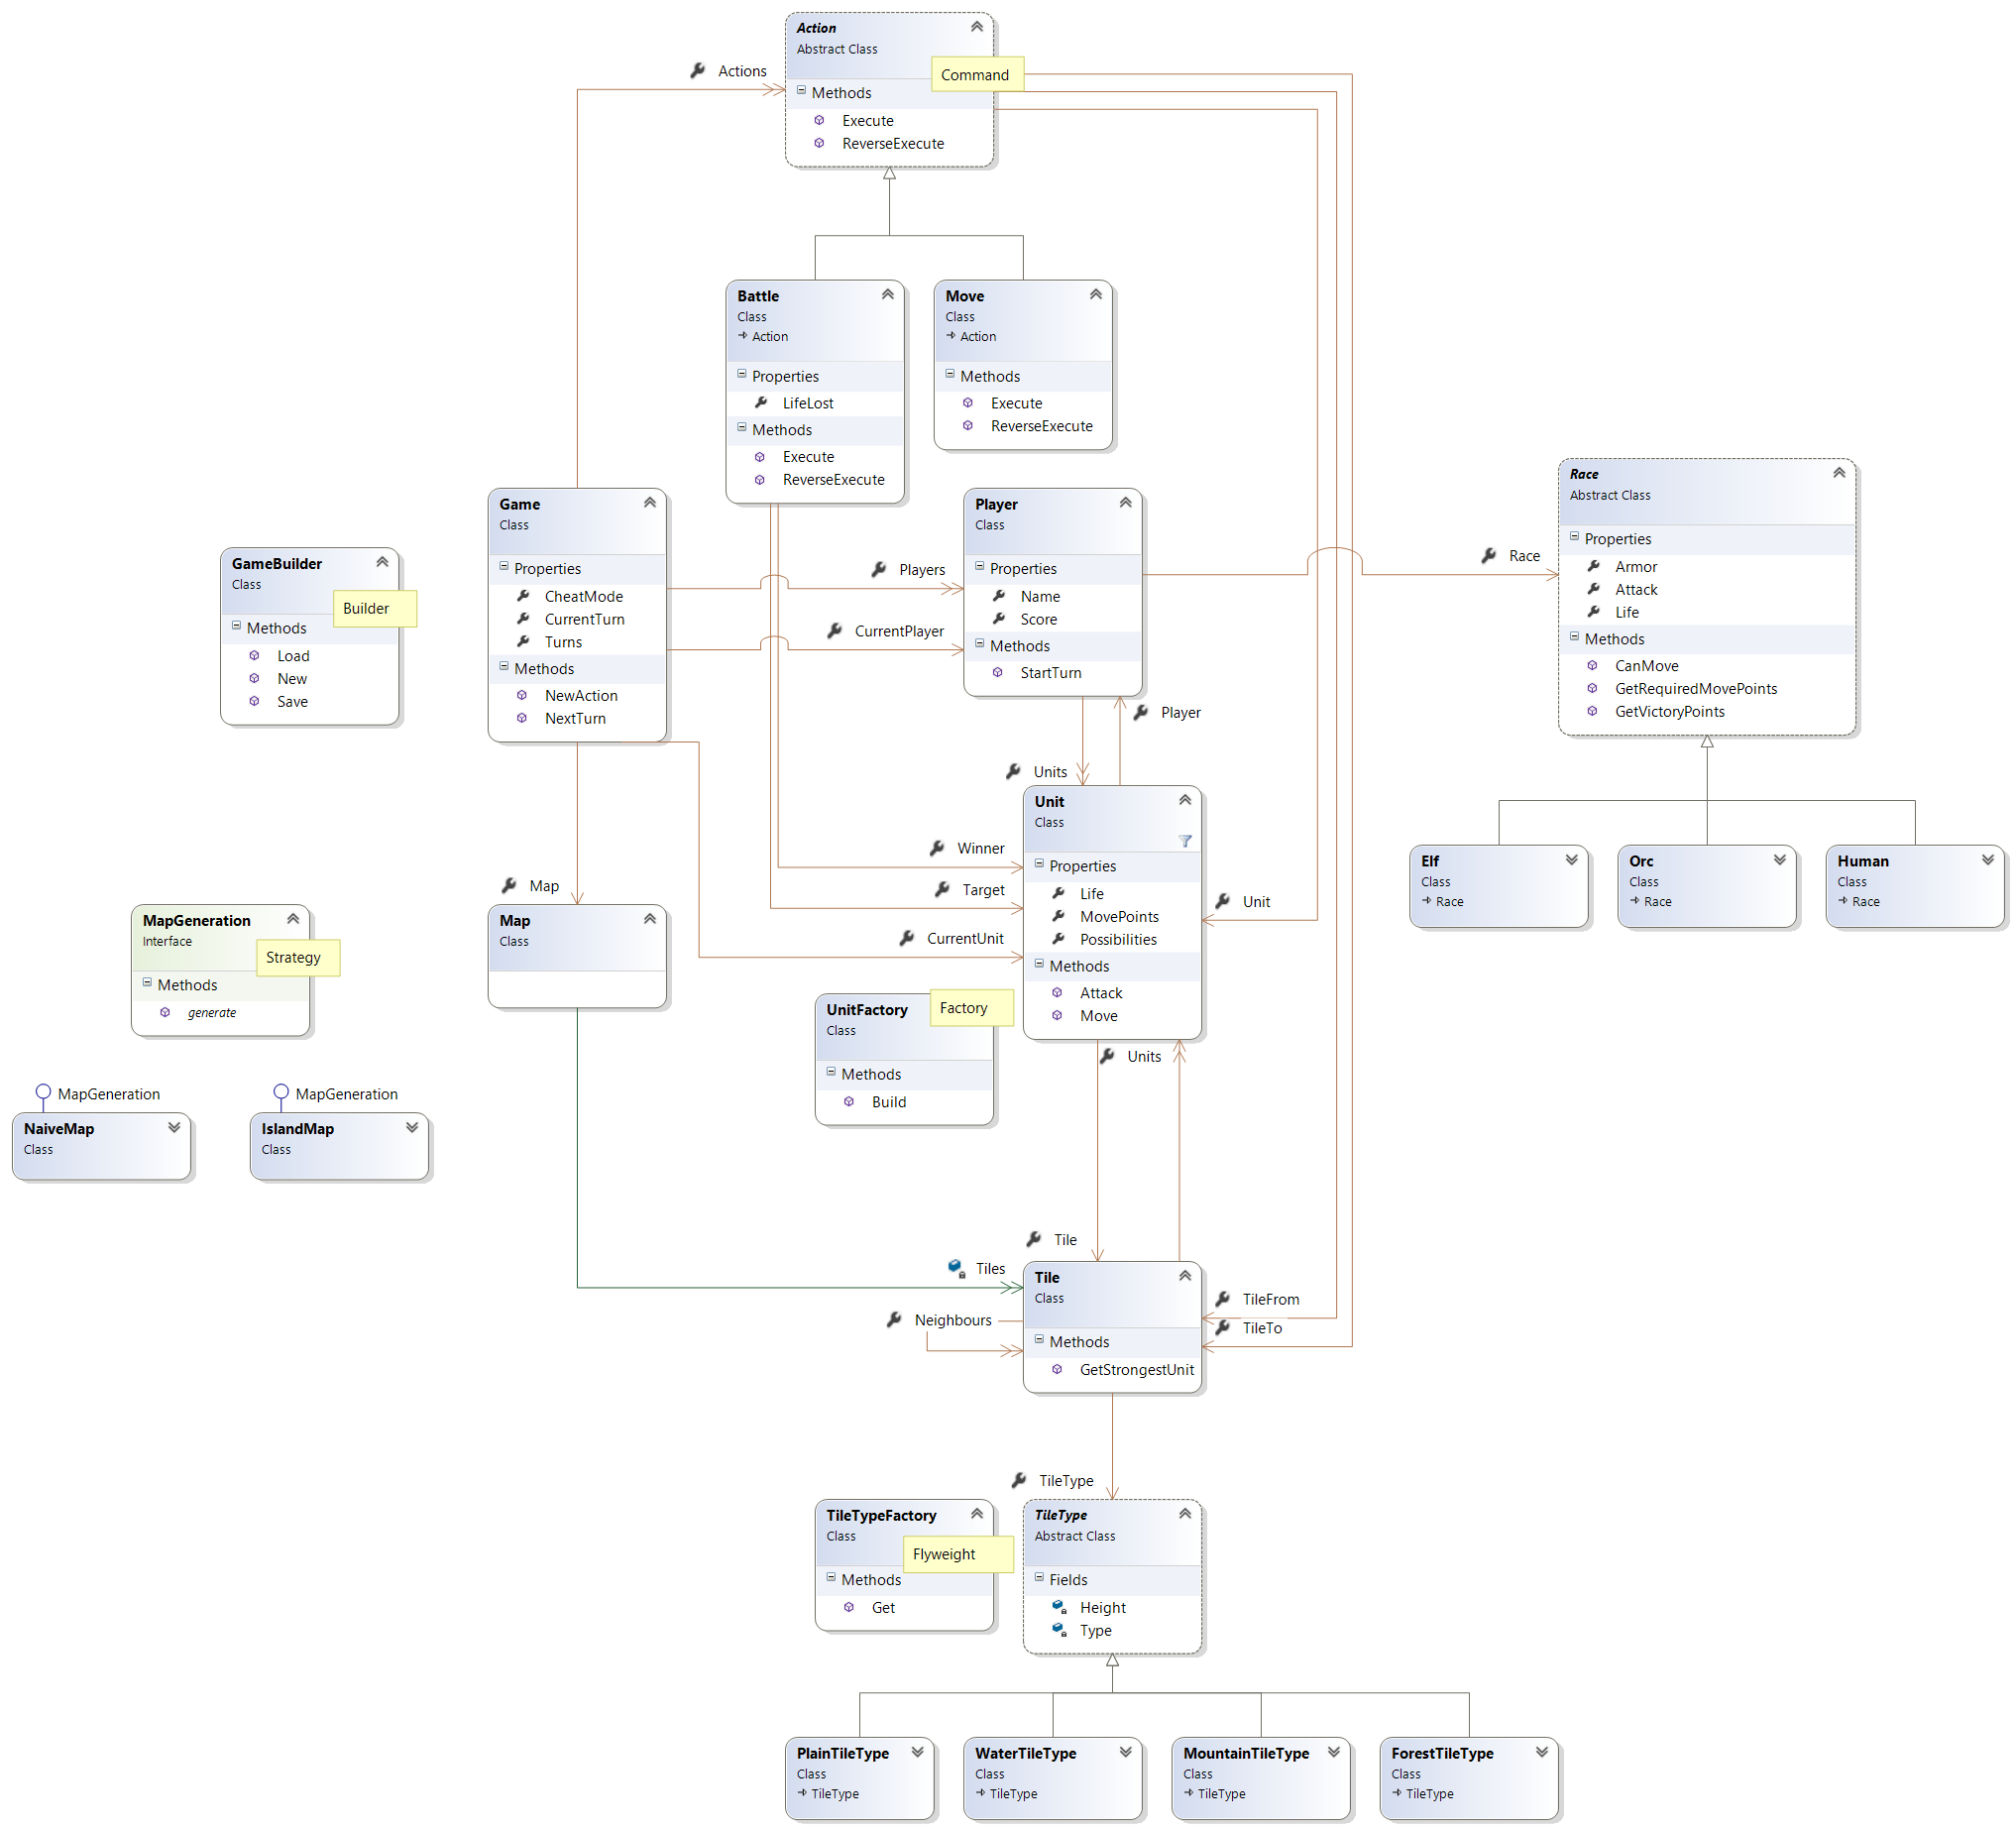 Action
Abstract Class
Command
Methods
Execute
ReverseExecute
Actions
Battle
Class
Action
Properties
LifeLost
Methods
Execute
ReverseExecute
Move
Class
Action
Methods
Execute
ReverseExecute
Race
Abstract Class
Properties
Armor
Attack
Life
Methods
CanMove
GetRequiredMovePoints
GetVictoryPoints
Game
Class
Properties
CheatMode
CurrentTurn
Turns
Methods
NewAction
NextTurn
Players
CurrentPlayer
Player
Class
Properties
Name
Score
Methods
StartTurn
Race
GameBuilder
Class
Builder
Methods
Load
New
Save
Player
Units
Unit
Class
Properties
Life
MovePoints
Possibilities
Methods
Attack
Move
Winner
Target
CurrentUnit
Unit
Elf
Class
Race
Orc
Class
Race
Human
Class
Race
Map
Map
Class
MapGeneration
Interface
Strategy
Methods
generate
UnitFactory
Class
Factory
Methods
Build
Units
MapGeneration
NaiveMap
Class
MapGeneration
IslandMap
Class
Tile
Tiles
Neighbours
Tile
Class
Methods
GetStrongestUnit
TileFrom
TileTo
TileType
TileTypeFactory
Class
Flyweight
Methods
Get
TileType
Abstract Class
Fields
Height
Type
PlainTileType
Class
TileType
WaterTileType
Class
TileType
MountainTileType
Class
TileType
ForestTileType
Class
TileType